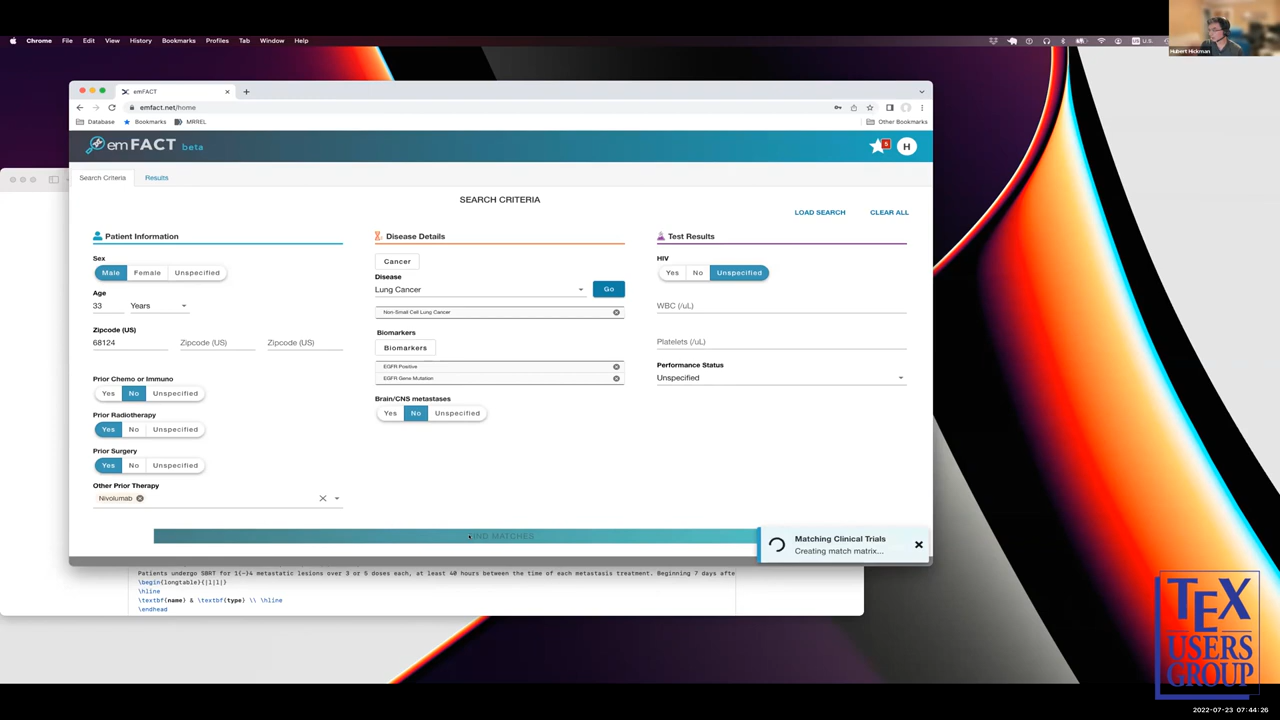 Chrome File Edit View History Bookmarks Profiles Tab Window Help
U.S.
Hubert Hickman
emFACT
emfact.net/home
Database Bookmarks MRREL Other Bookmarks
emFACT beta
5 H
Search Criteria Results
SEARCH CRITERIA
LOAD SEARCH CLEAR ALL
Patient Information
Sex
Male Female Unspecified
Age
33 Years
Zipcode (US)
68124 Zipcode (US) Zipcode (US)
Prior Chemo or Immuno
Yes No Unspecified
Prior Radiotherapy
Yes No Unspecified
Prior Surgery
Yes No Unspecified
Other Prior Therapy
Nivolumab
Disease Details
Cancer
Disease
Lung Cancer Go
Non-Small Cell Lung Cancer
Biomarkers
Biomarkers
EGFR Positive
EGFR Gene Mutation
Brain/CNS metastases
Yes No Unspecified
Test Results
HIV
Yes No Unspecified
WBC (/uL)
Platelets (/uL)
Performance Status
Unspecified
FIND MATCHES
Matching Clinical Trials
Creating match matrix...
Patients undergo SBRT for 1(-)4 metastatic lesions over 3 or 5 doses each, at least 40 hours between the time of each metastasis treatment. Beginning 7 days afte
\begin{longtable}{|l|l|}
\hline
\textbf{name} & \textbf{type} \\ \hline
\endhead
TEX
USERS
GROUP
2022-07-23 07:44:26